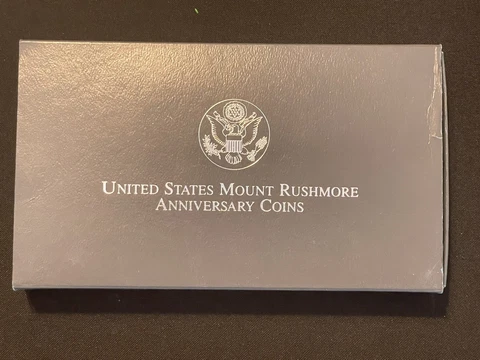 United States Mount Rushmore
Anniversary Coins